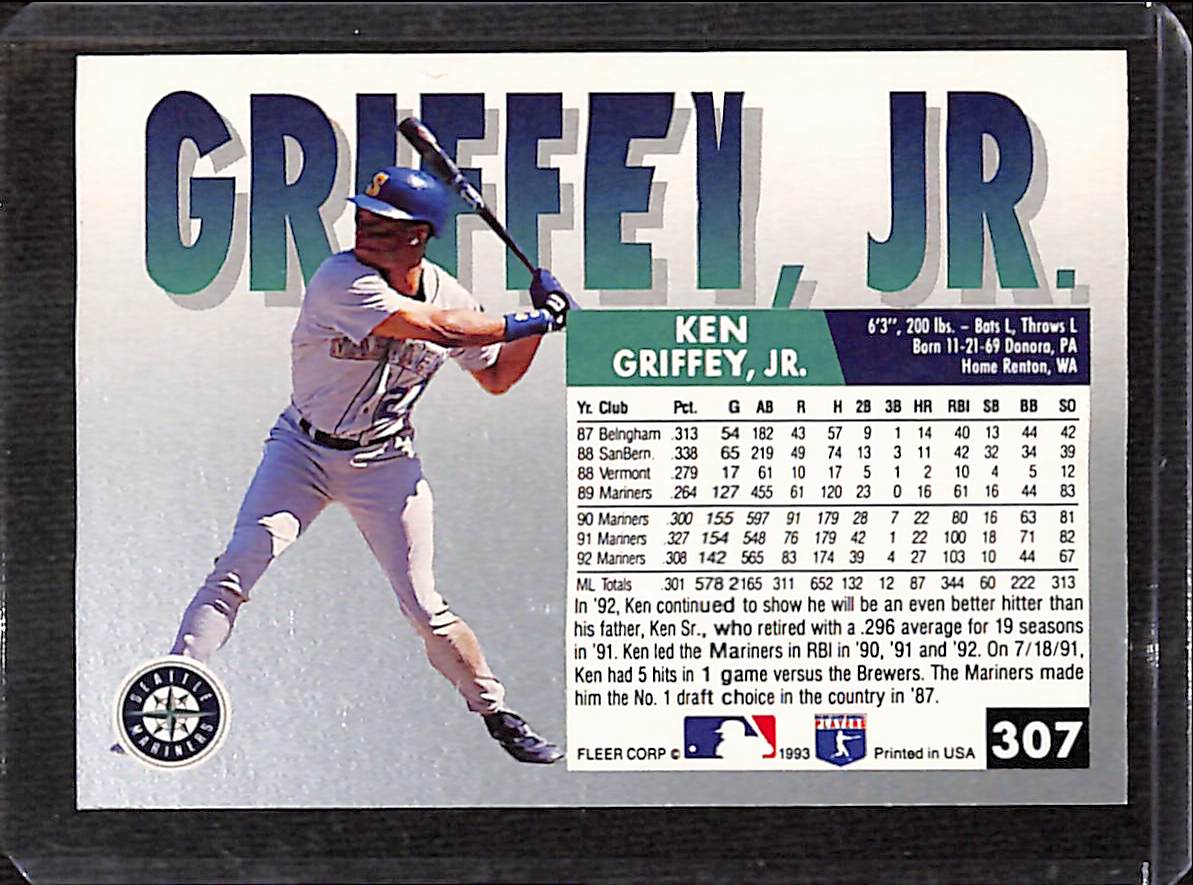 GRIFFEY, JR.
S
KEN
GRIFFEY, JR.
6'3", 200 lbs. – Bats L, Throws L
Born 11-21-69 Donora, PA
Home Renton, WA
Yr. Club Pct. G AB R H 2B 3B HR RBI SB BB SO
87 Belngham .313 54 182 43 57 9 1 14 40 13 44 42
88 SanBern. .338 65 219 49 74 13 3 11 42 32 34 39
88 Vermont .279 17 61 10 17 5 1 2 10 4 5 12
89 Mariners .264 127 455 61 120 23 0 16 61 16 44 83
90 Mariners .300 155 597 91 179 28 7 22 80 16 63 81
91 Mariners .327 154 548 76 179 42 1 22 100 18 71 82
92 Mariners .308 142 565 83 174 39 4 27 103 10 44 67
ML Totals .301 578 2165 311 652 132 12 87 344 60 222 313
In '92, Ken continued to show he will be an even better hitter than
his father, Ken Sr., who retired with a .296 average for 19 seasons
in '91. Ken led the Mariners in RBI in '90, '91 and '92. On 7/18/91,
Ken had 5 hits in 1 game versus the Brewers. The Mariners made
him the No. 1 draft choice in the country in '87.
SEATTLE
MARINERS
FLEER CORP © 1993 PLAYERS Printed in USA 307